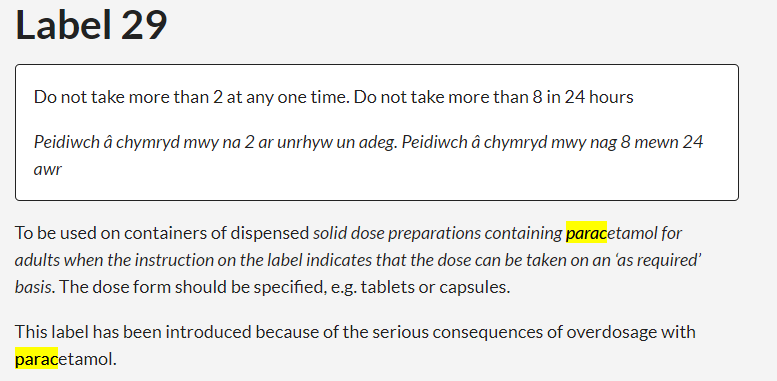 Label 29
Do not take more than 2 at any one time. Do not take more than 8 in 24 hours
Peidiwch â chymryd mwy na 2 ar unrhyw un adeg. Peidiwch â chymryd mwy nag 8 mewn 24
awr
To be used on containers of dispensed solid dose preparations containing paracetamol for
adults when the instruction on the label indicates that the dose can be taken on an ‘as required’
basis. The dose form should be specified, e.g. tablets or capsules.
This label has been introduced because of the serious consequences of overdosage with
paracetamol.